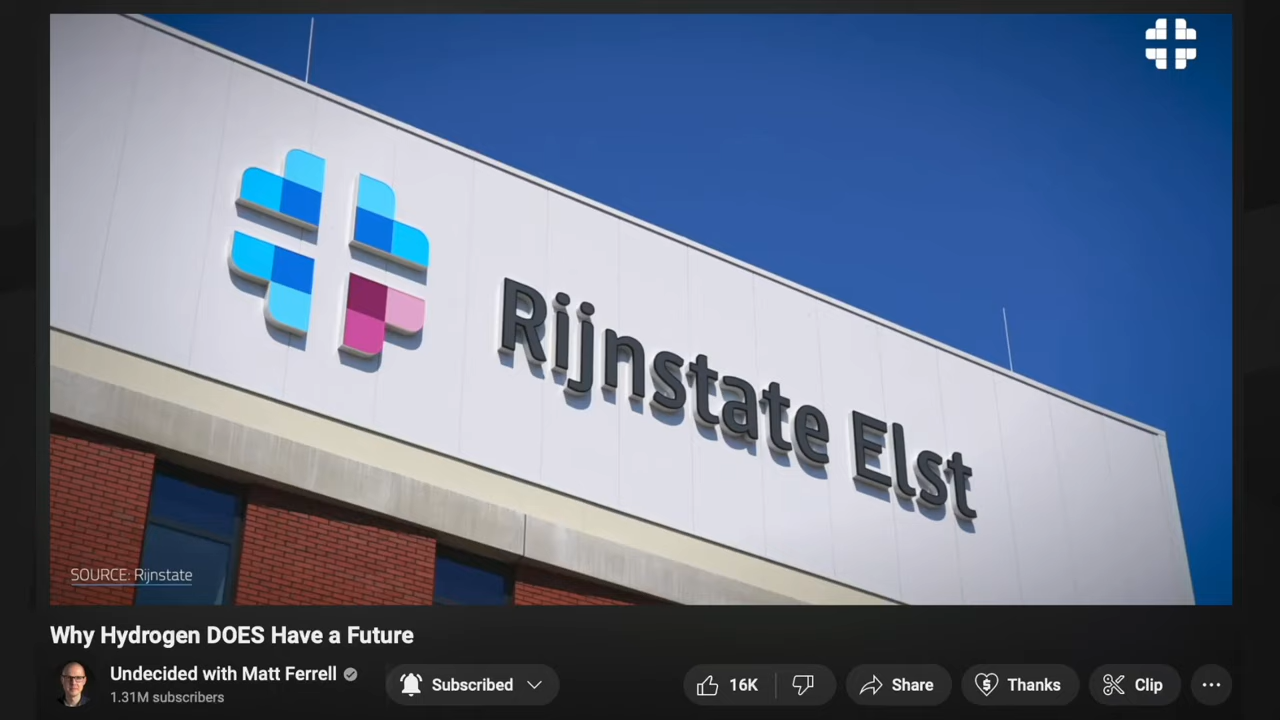 Rijnstate Elst
SOURCE: Rijnstate
Why Hydrogen DOES Have a Future
Undecided with Matt Ferrell
1.31M subscribers
Subscribed
16K
Share
Thanks
Clip